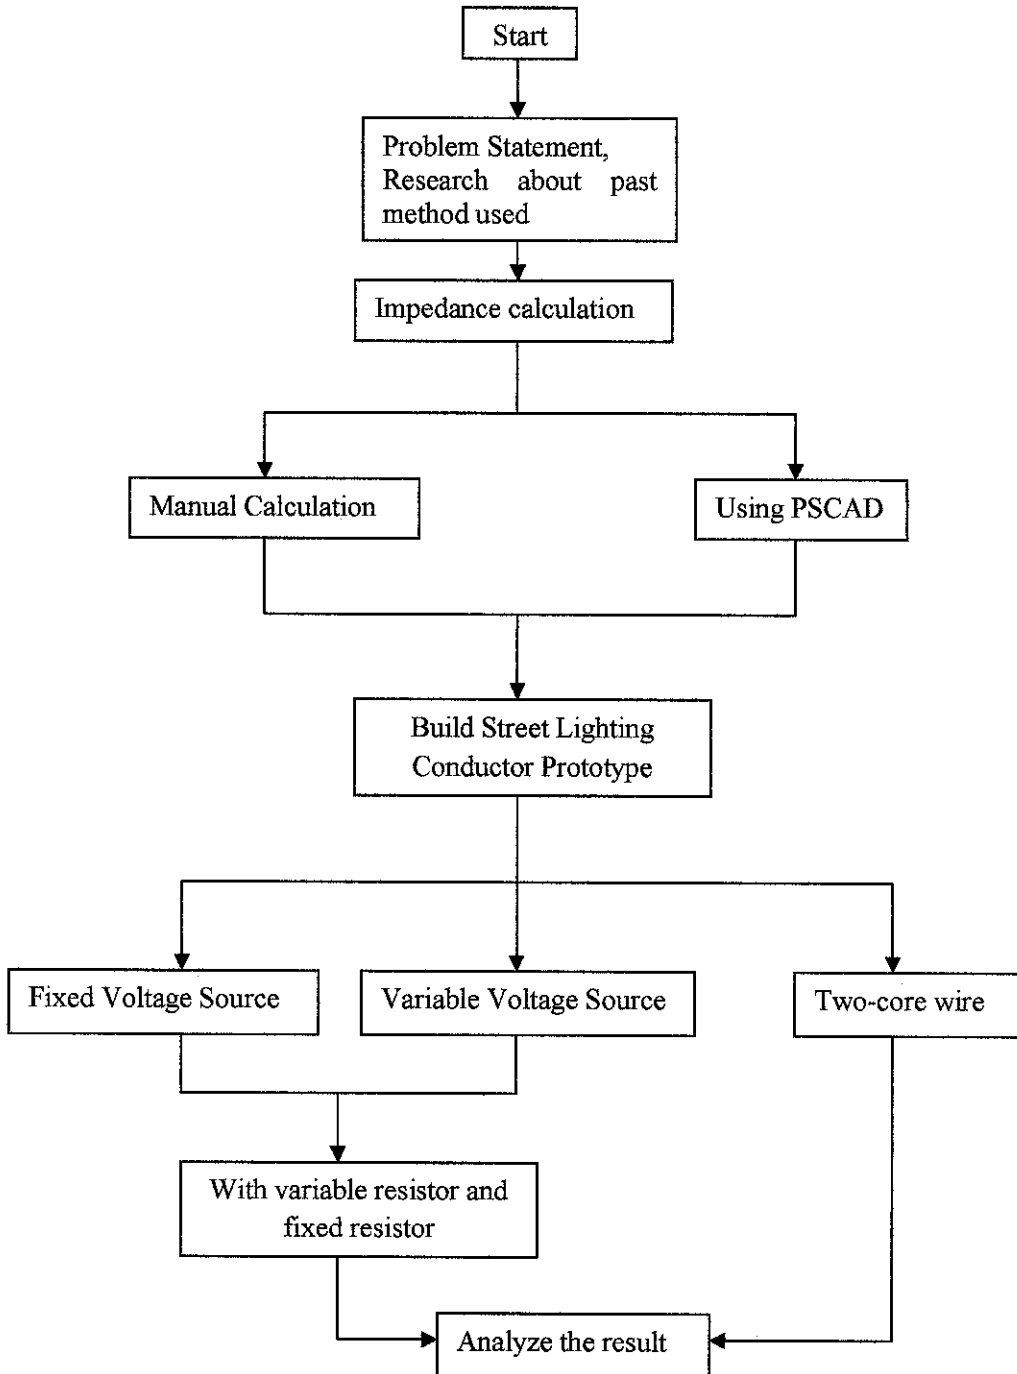 Start
Problem Statement,
Research about past
method used
Impedance calculation
Manual Calculation
Using PSCAD
Build Street Lighting
Conductor Prototype
Fixed Voltage Source
Variable Voltage Source
Two-core wire
With variable resistor and
fixed resistor
Analyze the result